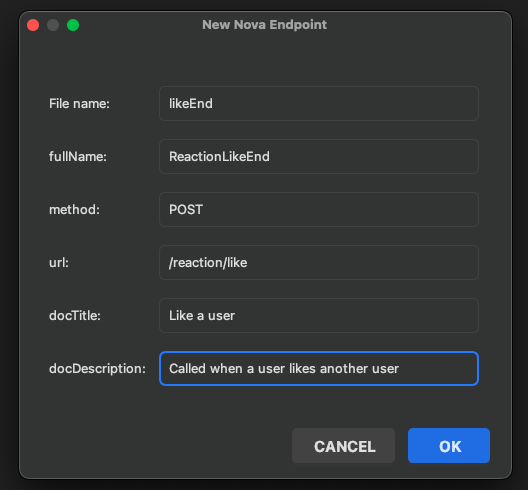 New Nova Endpoint
File name: likeEnd
fullName: ReactionLikeEnd
method: POST
url: /reaction/like
docTitle: Like a user
docDescription: Called when a user likes another user
CANCEL OK